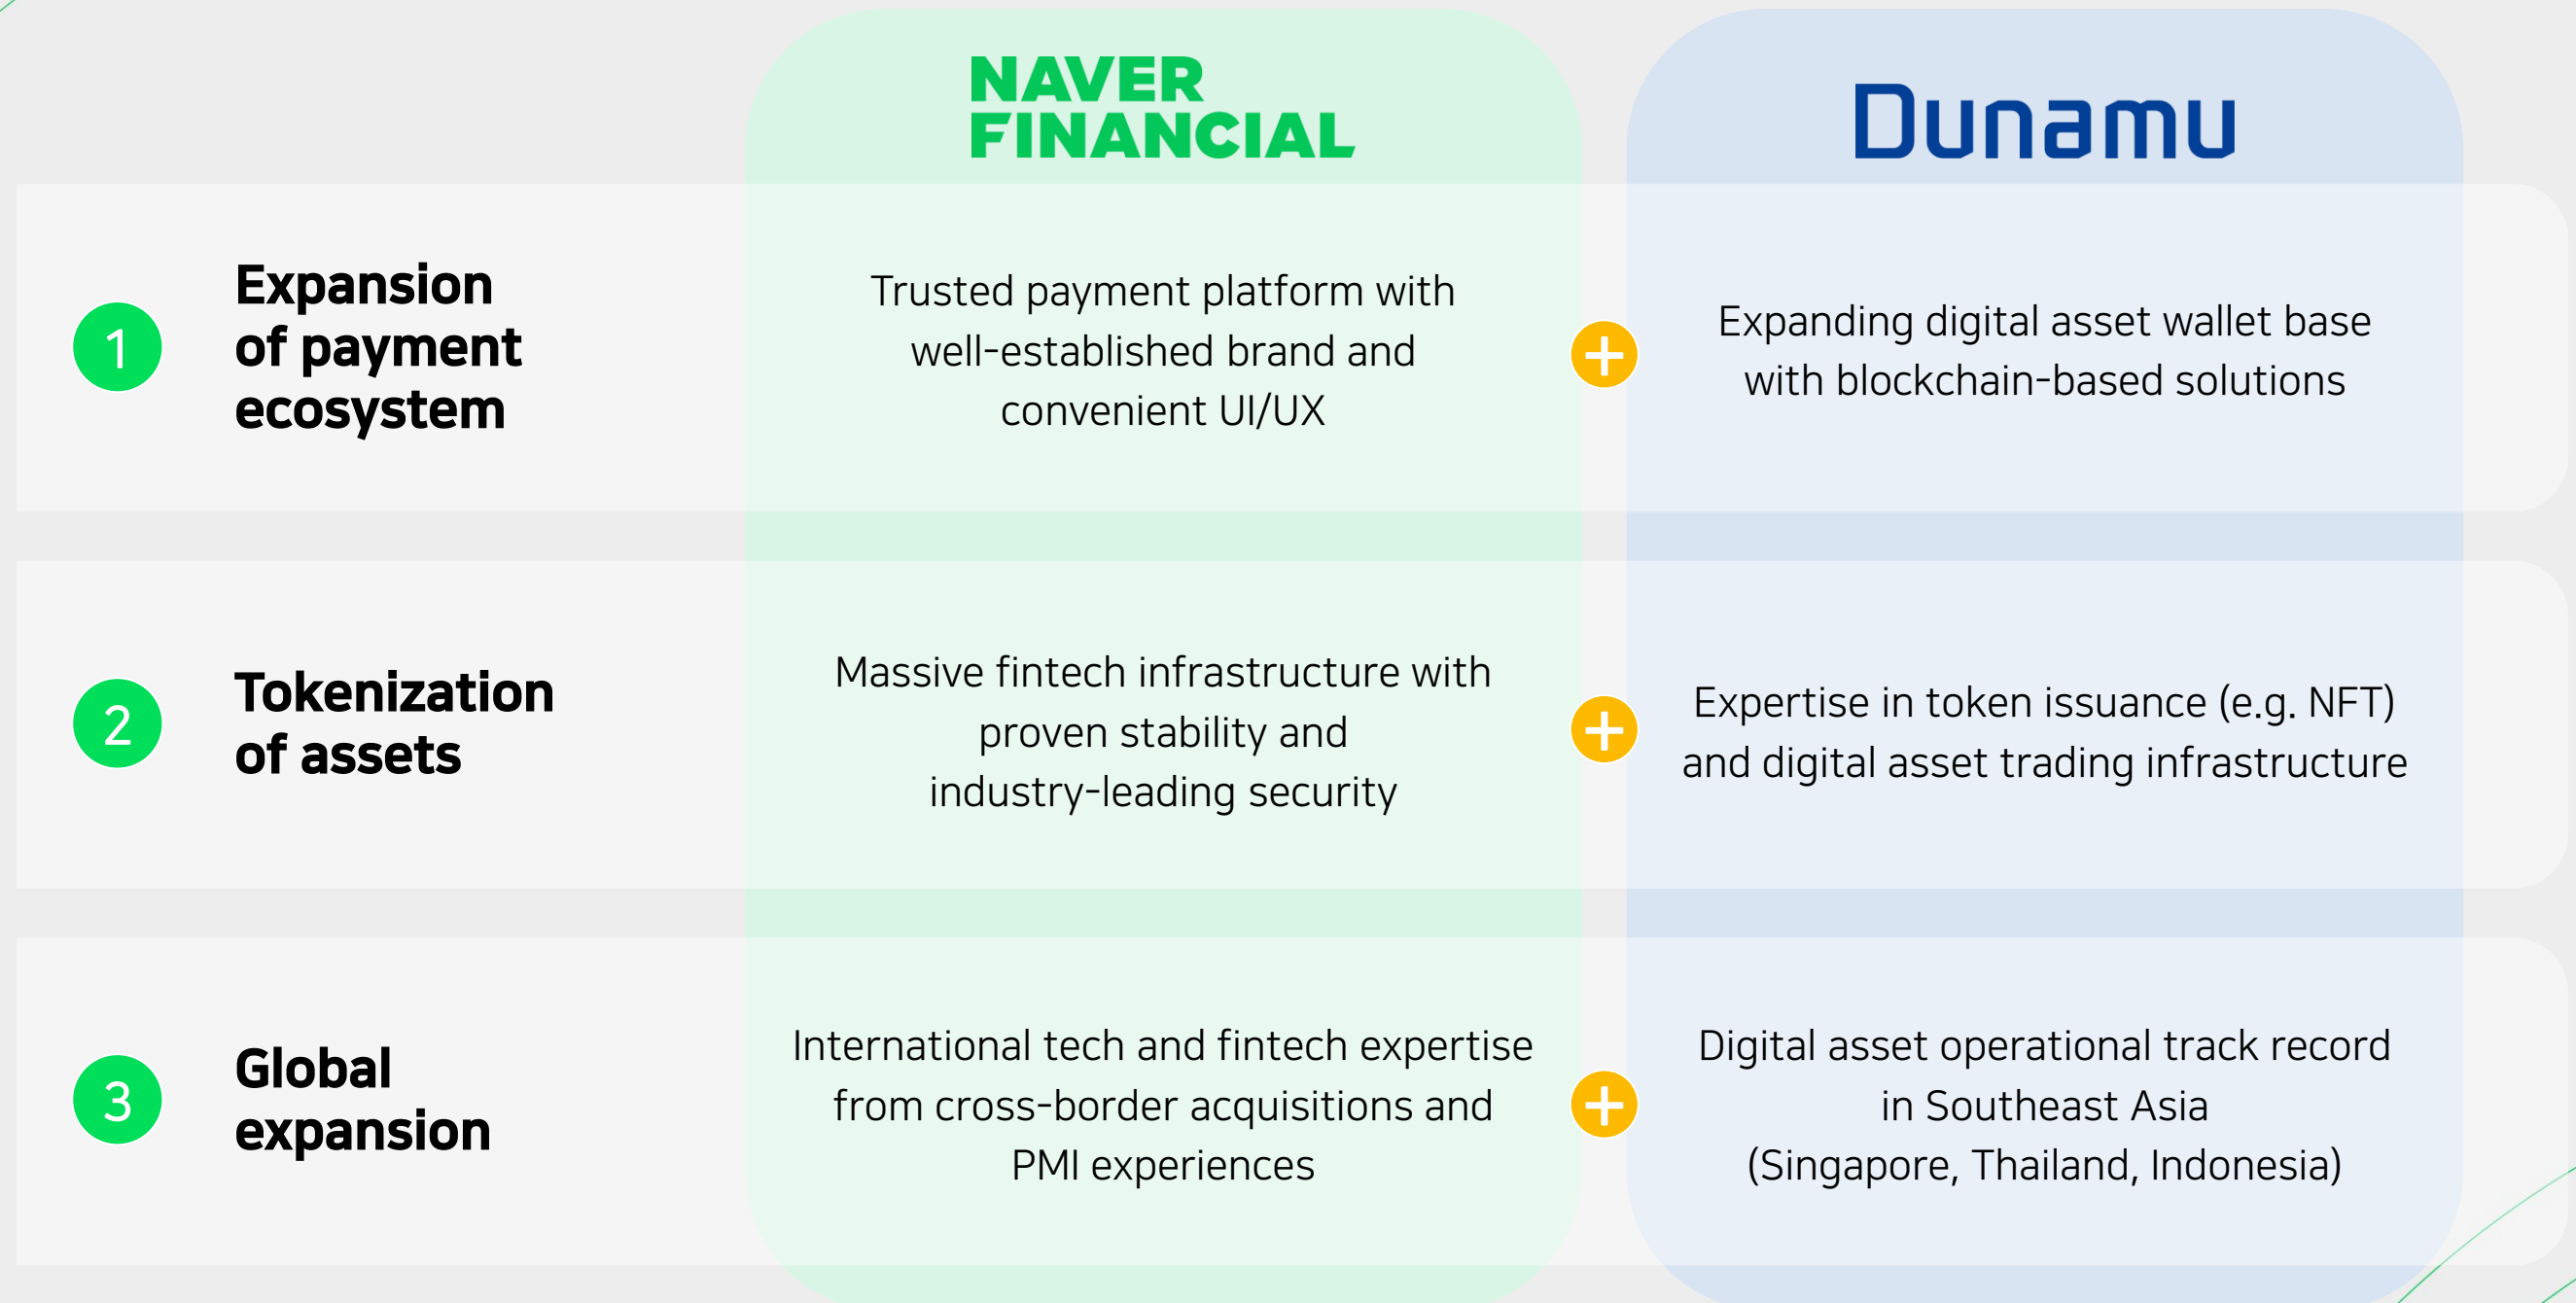 NAVER
FINANCIAL
Dunamu
1
Expansion
of payment
ecosystem
Trusted payment platform with
well-established brand and
convenient UI/UX
+
Expanding digital asset wallet base
with blockchain-based solutions
2
Tokenization
of assets
Massive fintech infrastructure with
proven stability and
industry-leading security
+
Expertise in token issuance (e.g. NFT)
and digital asset trading infrastructure
3
Global
expansion
International tech and fintech expertise
from cross-border acquisitions and
PMI experiences
+
Digital asset operational track record
in Southeast Asia
(Singapore, Thailand, Indonesia)